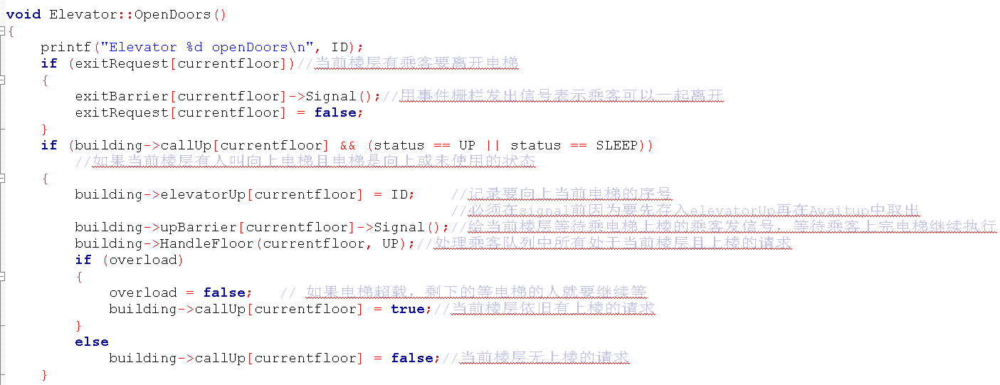 void Elevator::OpenDoors()
{
    printf("Elevator %d openDoors\n", ID);
    if (exitRequest[currentfloor])//当前楼层有乘客要离开电梯
    {
        exitBarrier[currentfloor]->Signal();//用事件栅栏发出信号表示乘客可以一起离开
        exitRequest[currentfloor] = false;
    }
    if (building->callUp[currentfloor] && (status == UP || status == SLEEP))
        //如果当前楼层有人叫向上电梯且电梯是向上或未使用的状态
    {
        building->elevatorUp[currentfloor] = ID;    //记录要向上当前电梯的序号
                                                    //必须在signal前因为要先存入elevatorUp再在Awaitup中取出
        building->upBarrier[currentfloor]->Signal();//给当前楼层等待乘电梯上楼的乘客发信号，等待乘客上完电梯继续执行
        building->HandleFloor(currentfloor, UP);//处理乘客队列中所有处于当前楼层且上楼的请求
        if (overload)
        {
            overload = false;   // 如果电梯超载，剩下的等电梯的人就要继续等
            building->callUp[currentfloor] = true;//当前楼层依旧有上楼的请求
        }
        else
            building->callUp[currentfloor] = false;//当前楼层无上楼的请求
    }